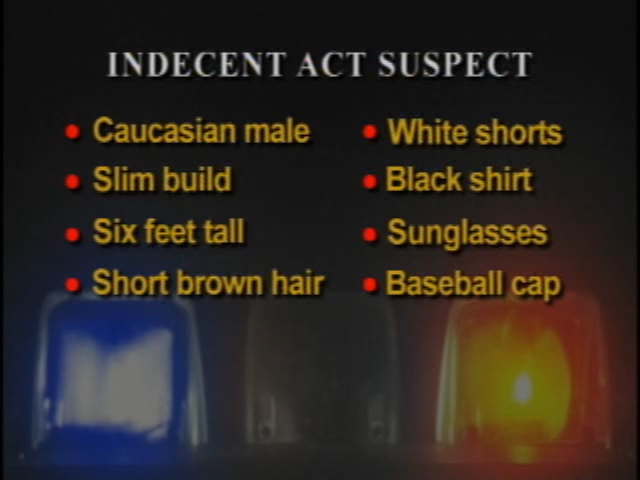 INDECENT ACT SUSPECT
• Caucasian male
• Slim build
• Six feet tall
• Short brown hair
• White shorts
• Black shirt
• Sunglasses
• Baseball cap